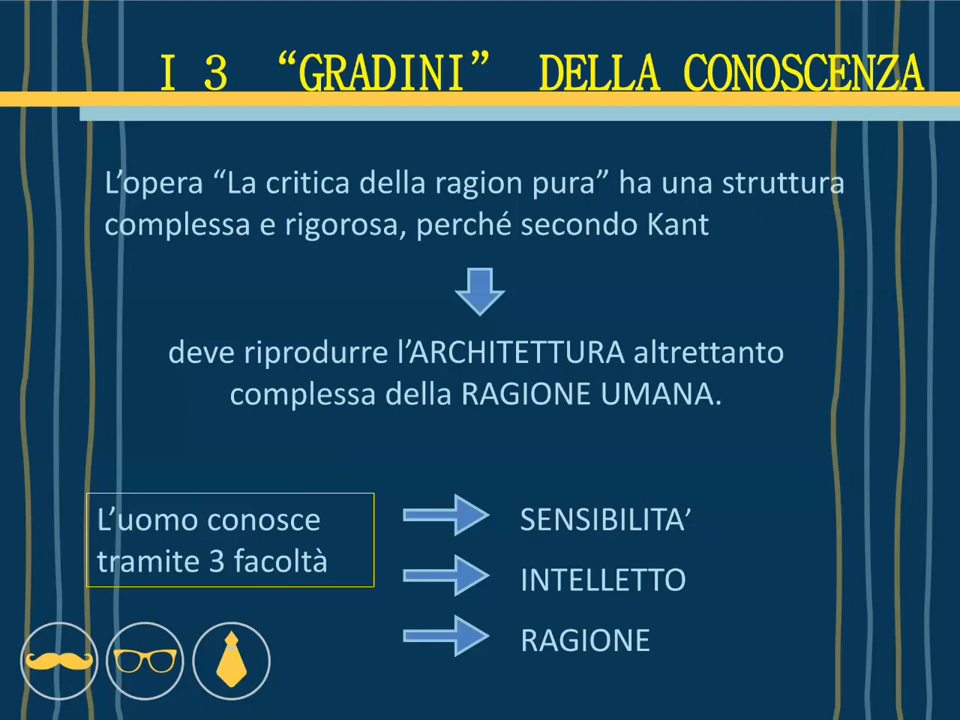 I 3 “GRADINI” DELLA CONOSCENZA
L’opera “La critica della ragion pura” ha una struttura
complessa e rigorosa, perché secondo Kant
deve riprodurre l’ARCHITETTURA altrettanto
complessa della RAGIONE UMANA.
L’uomo conosce
tramite 3 facoltà
SENSIBILITA’
INTELLETTO
RAGIONE